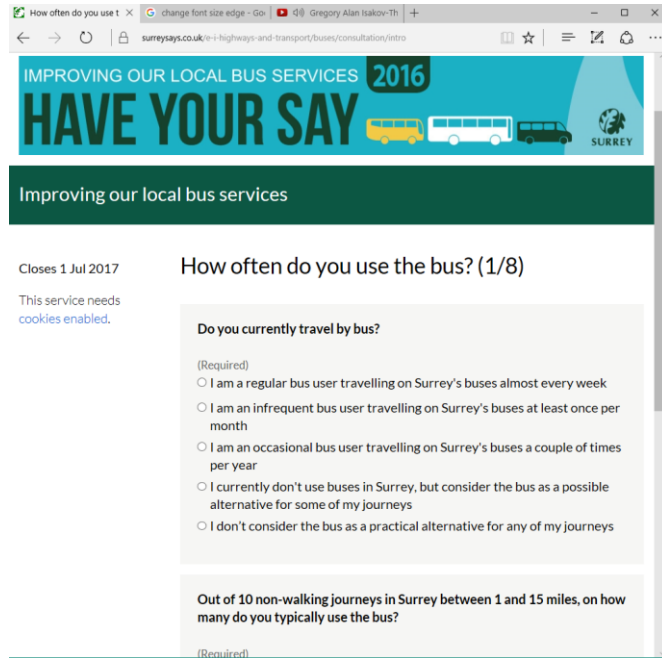 How often do you use t
change font size edge - Go
Gregory Alan Isakov-Th
surreysays.co.uk/e-i-highways-and-transport/buses/consultation/intro
IMPROVING OUR LOCAL BUS SERVICES 2016
HAVE YOUR SAY
SURREY
Improving our local bus services
Closes 1 Jul 2017
This service needs
cookies enabled.
How often do you use the bus? (1/8)
Do you currently travel by bus?
(Required)
I am a regular bus user travelling on Surrey's buses almost every week
I am an infrequent bus user travelling on Surrey's buses at least once per
month
I am an occasional bus user travelling on Surrey's buses a couple of times
per year
I currently don't use buses in Surrey, but consider the bus as a possible
alternative for some of my journeys
I don't consider the bus as a practical alternative for any of my journeys
Out of 10 non-walking journeys in Surrey between 1 and 15 miles, on how
many do you typically use the bus?
(Required)